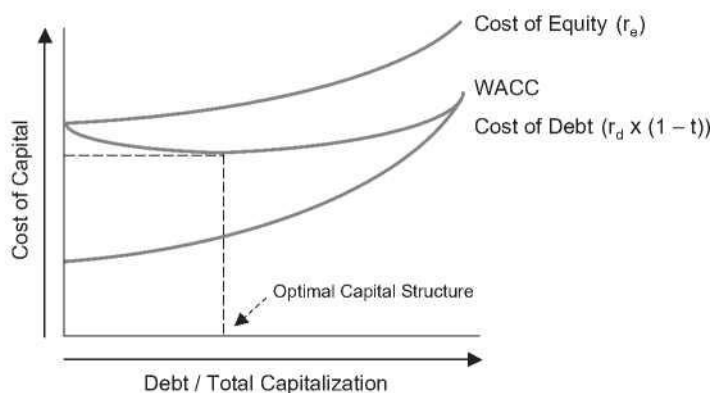 Cost of Equity (rₑ)
WACC
Cost of Debt (r_d x (1 – t))
Cost of Capital
Optimal Capital Structure
Debt / Total Capitalization